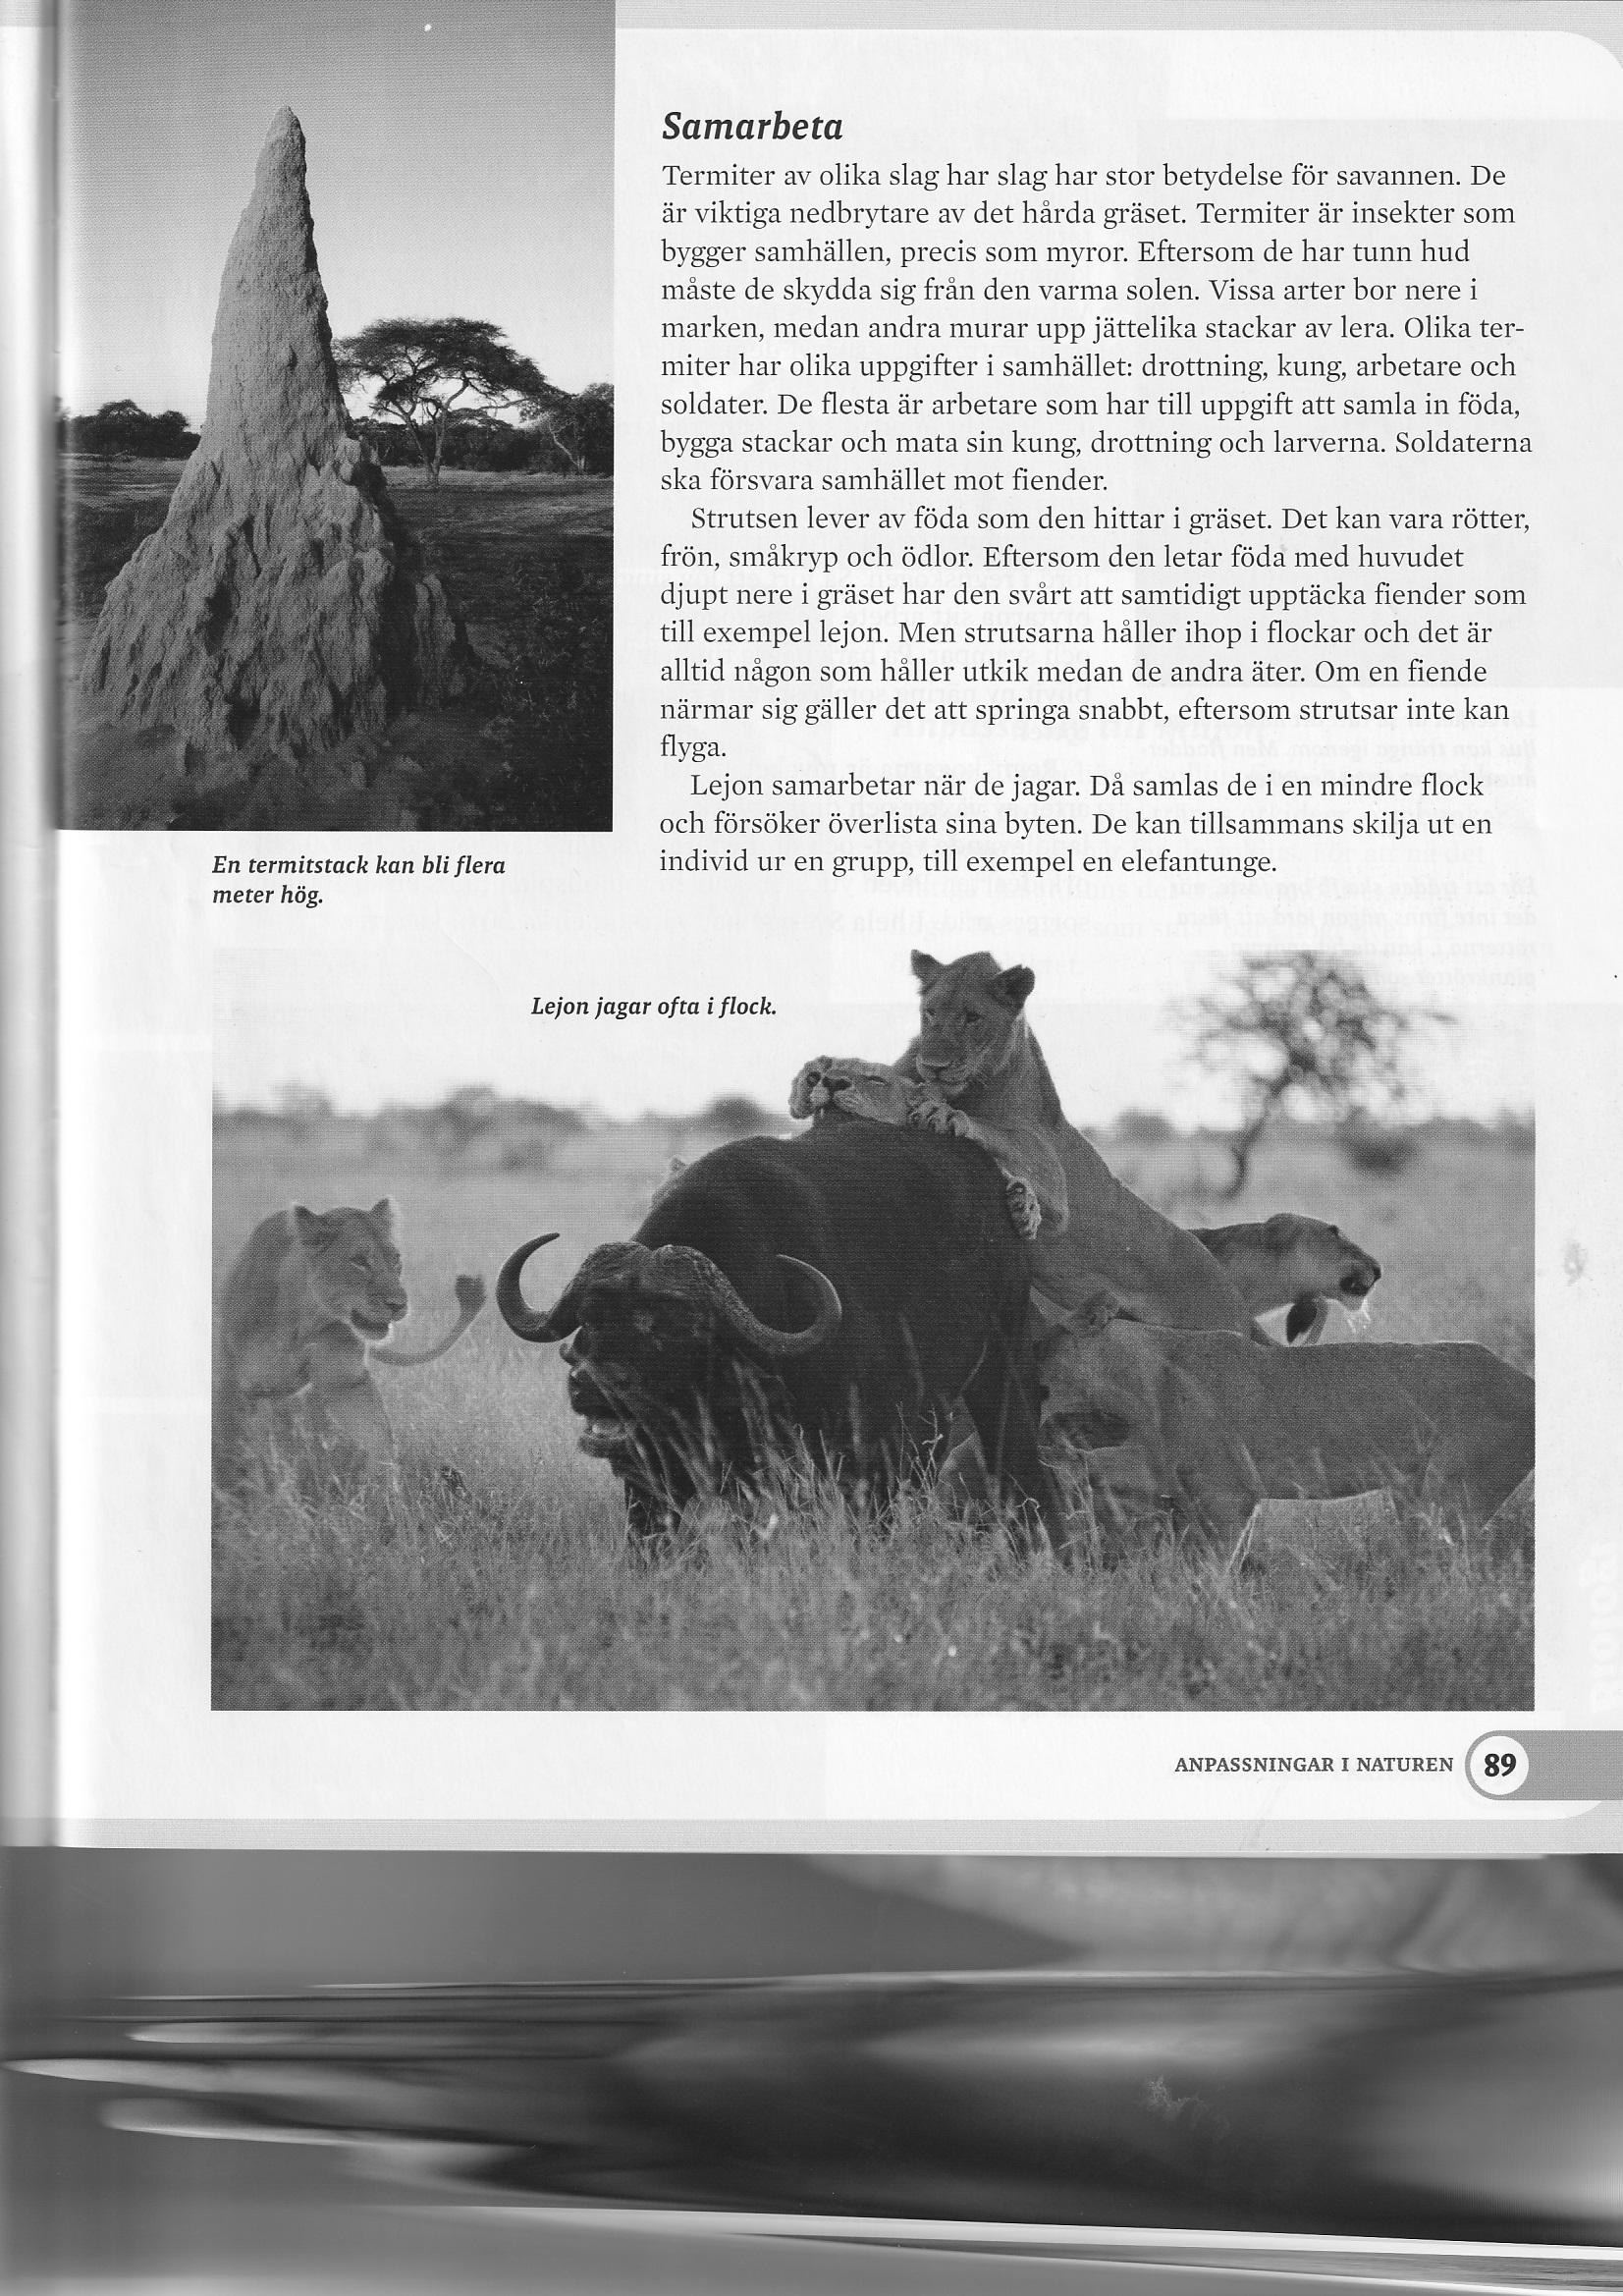 Samarbeta
Termiter av olika slag har slag har stor betydelse för savannen. De
är viktiga nedbrytare av det hårda gräset. Termiter är insekter som
bygger samhällen, precis som myror. Eftersom de har tunn hud
måste de skydda sig från den varma solen. Vissa arter bor nere i
marken, medan andra murar upp jättelika stackar av lera. Olika ter-
miter har olika uppgifter i samhället: drottning, kung, arbetare och
soldater. De flesta är arbetare som har till uppgift att samla in föda,
bygga stackar och mata sin kung, drottning och larverna. Soldaterna
ska försvara samhället mot fiender.
Strutsen lever av föda som den hittar i gräset. Det kan vara rötter,
frön, småkryp och ödlor. Eftersom den letar föda med huvudet
djupt nere i gräset har den svårt att samtidigt upptäcka fiender som
till exempel lejon. Men strutsarna håller ihop i flockar och det är
alltid någon som håller utkik medan de andra äter. Om en fiende
närmar sig gäller det att springa snabbt, eftersom strutsar inte kan
flyga.
Lejon samarbetar när de jagar. Då samlas de i en mindre flock
och försöker överlista sina byten. De kan tillsammans skilja ut en
individ ur en grupp, till exempel en elefantunge.
En termitstack kan bli flera
meter hög.
Lejon jagar ofta i flock.
ANPASSNINGAR I NATUREN 89